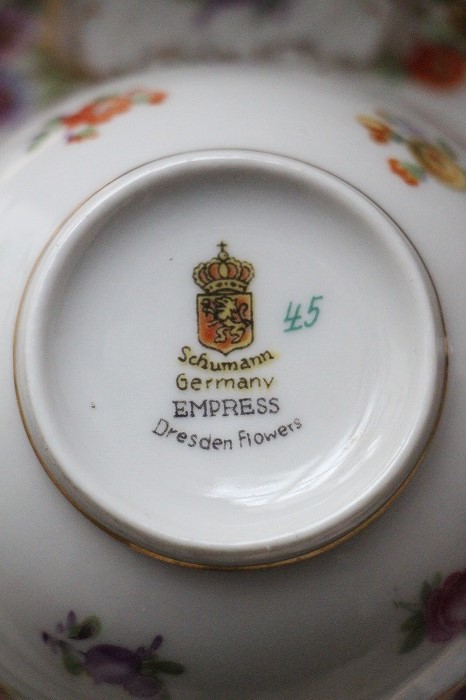 45
Schumann
Germany
EMPRESS
Dresden Flowers